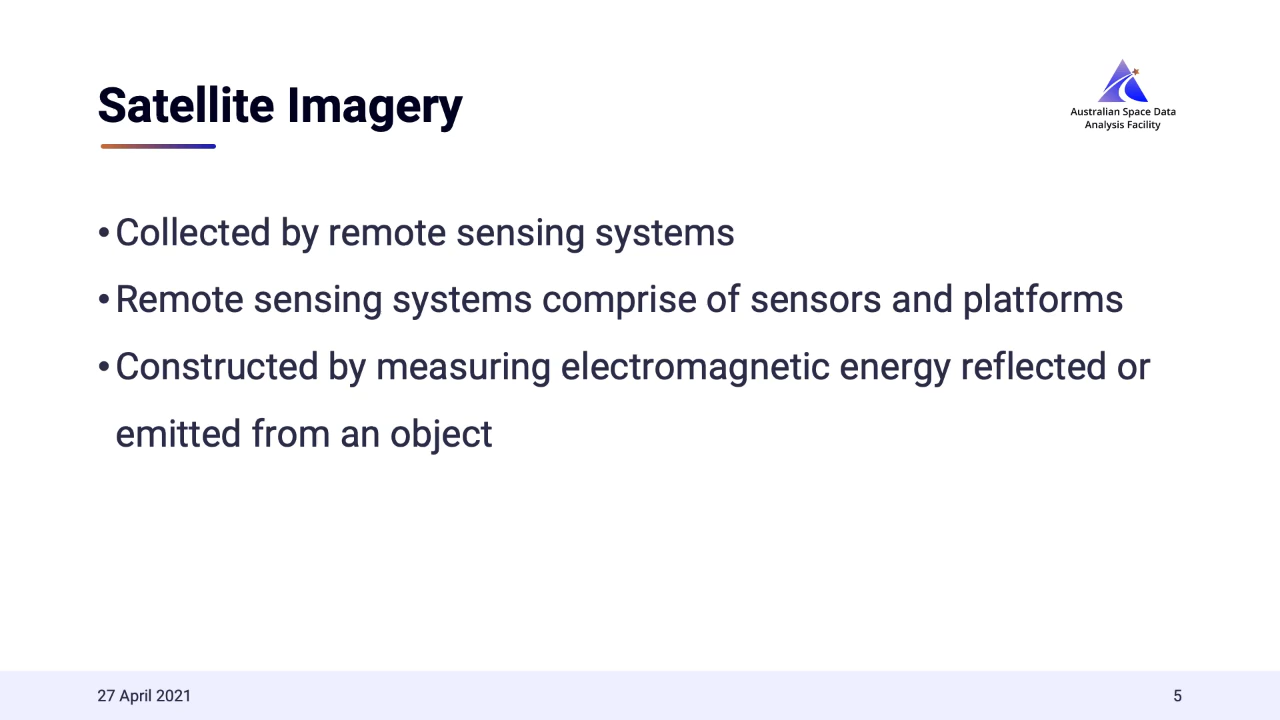 Satellite Imagery
Australian Space Data
Analysis Facility
• Collected by remote sensing systems
• Remote sensing systems comprise of sensors and platforms
• Constructed by measuring electromagnetic energy reflected or
emitted from an object
27 April 2021
5